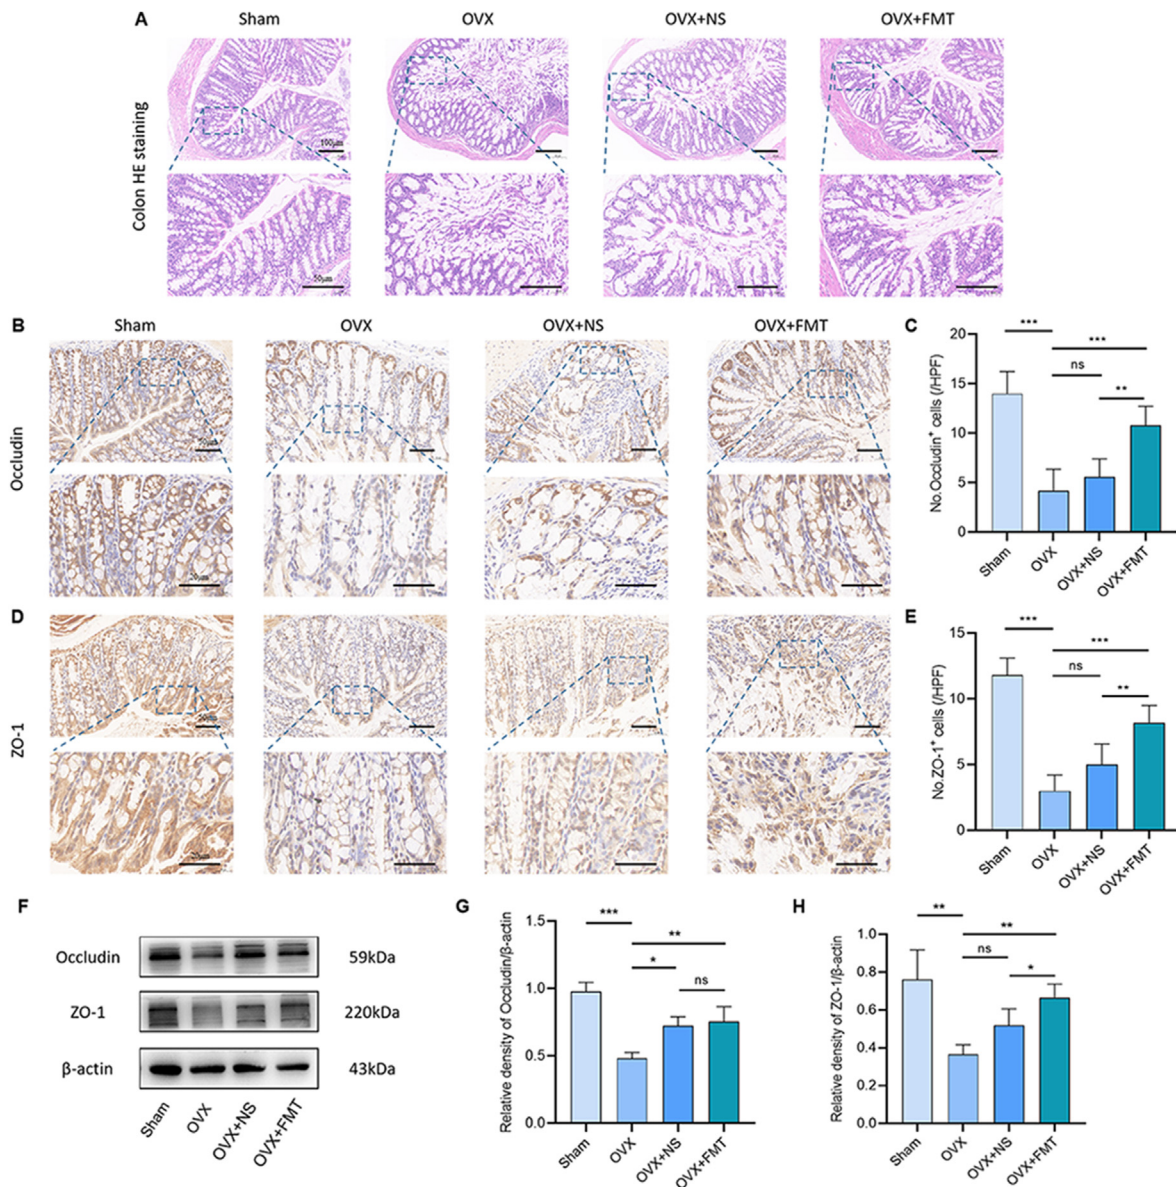 A
Sham
OVX
OVX+NS
OVX+FMT
Colon HE staining
100μm
50μm
B
Sham
OVX
OVX+NS
OVX+FMT
Occludin
50μm
20μm
C
No.Occludin⁺ cells (/HPF)
20
15
10
5
0
***
***
ns
**
Sham
OVX
OVX+NS
OVX+FMT
D
ZO-1
50μm
20μm
E
No.ZO-1⁺ cells (/HPF)
15
10
5
0
***
***
ns
**
Sham
OVX
OVX+NS
OVX+FMT
F
Occludin 59kDa
ZO-1 220kDa
β-actin 43kDa
Sham
OVX
OVX+NS
OVX+FMT
G
Relative density of Occludin/β-actin
1.5
1.0
0.5
0.0
***
**
*
ns
Sham
OVX
OVX+NS
OVX+FMT
H
Relative density of ZO-1/β-actin
1.0
0.8
0.6
0.4
0.2
0.0
**
**
ns
*
Sham
OVX
OVX+NS
OVX+FMT